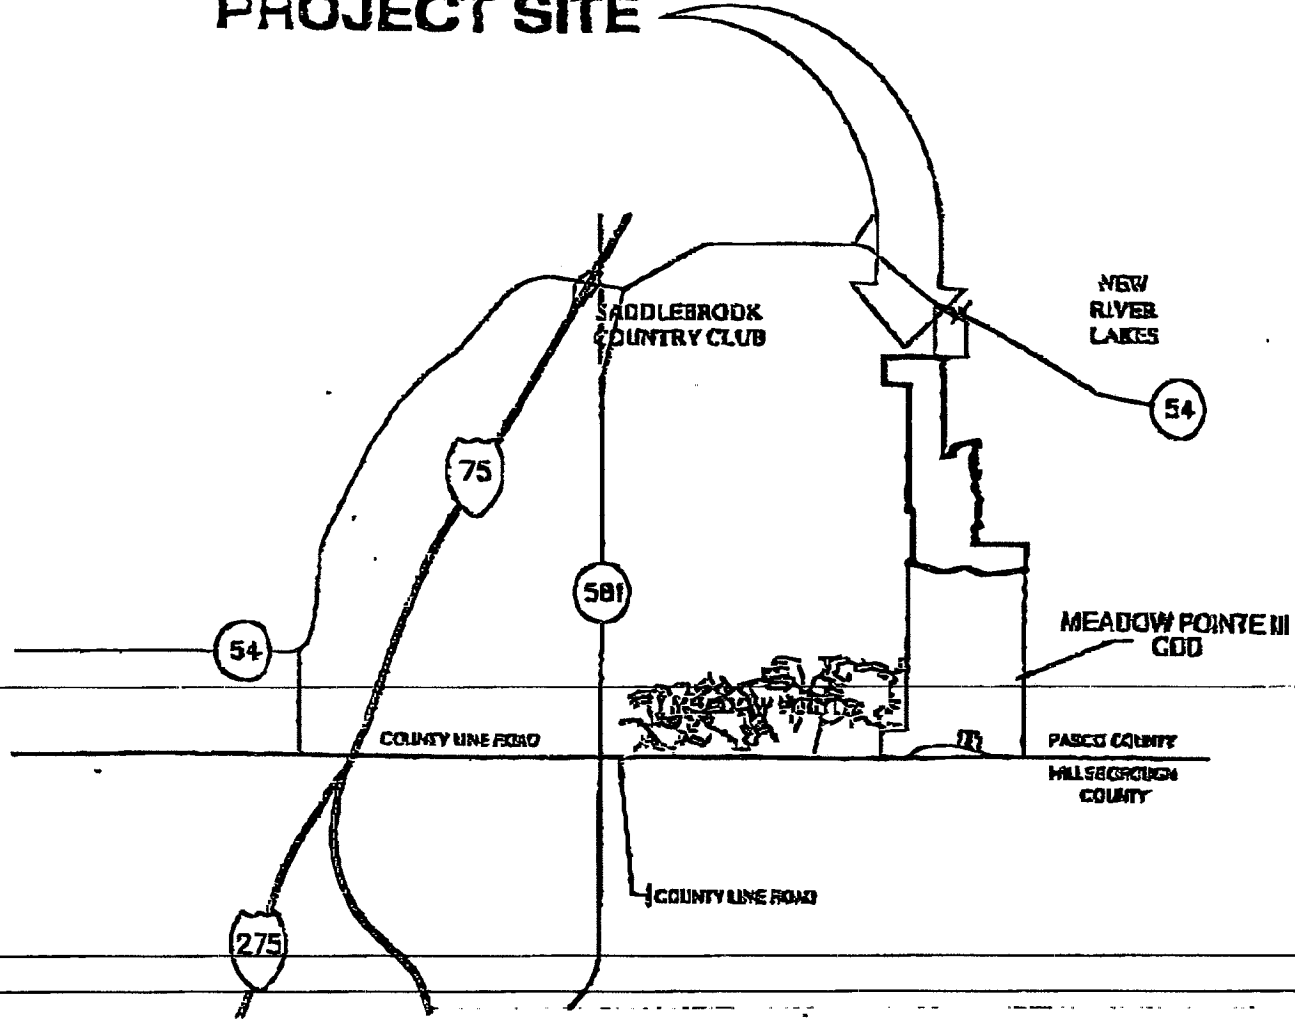 PROJECT SITE
NEW
RIVER
LAKES
SADDLEBROOK
COUNTRY CLUB
54
75
581
MEADOW POINTE III
CDD
54
COUNTY LINE ROAD
PASCO COUNTY
HILLSBOROUGH
COUNTY
COUNTY LINE ROAD
275